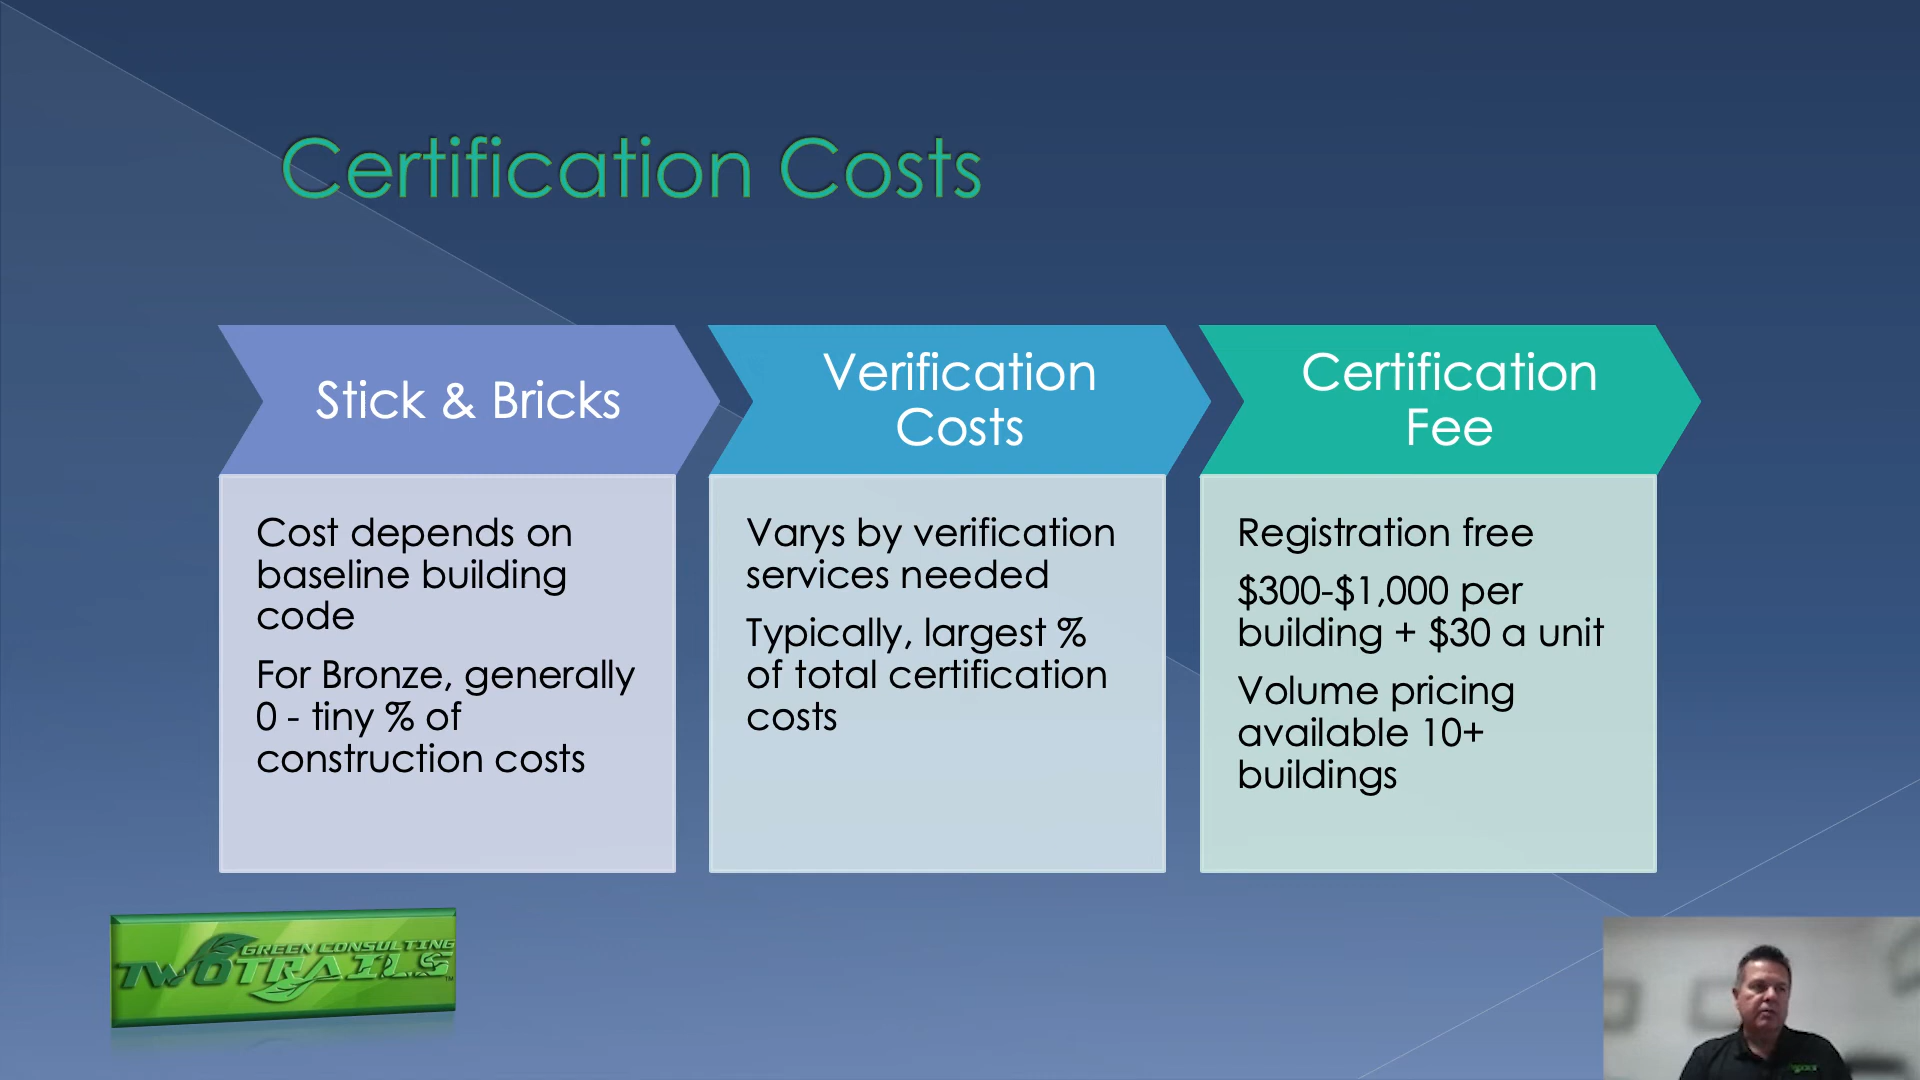 Certification Costs
Stick & Bricks
Cost depends on
baseline building
code
For Bronze, generally
0 - tiny % of
construction costs
Verification
Costs
Varys by verification
services needed
Typically, largest %
of total certification
costs
Certification
Fee
Registration free
$300-$1,000 per
building + $30 a unit
Volume pricing
available 10+
buildings
GREEN CONSULTING
TWOTRAILS